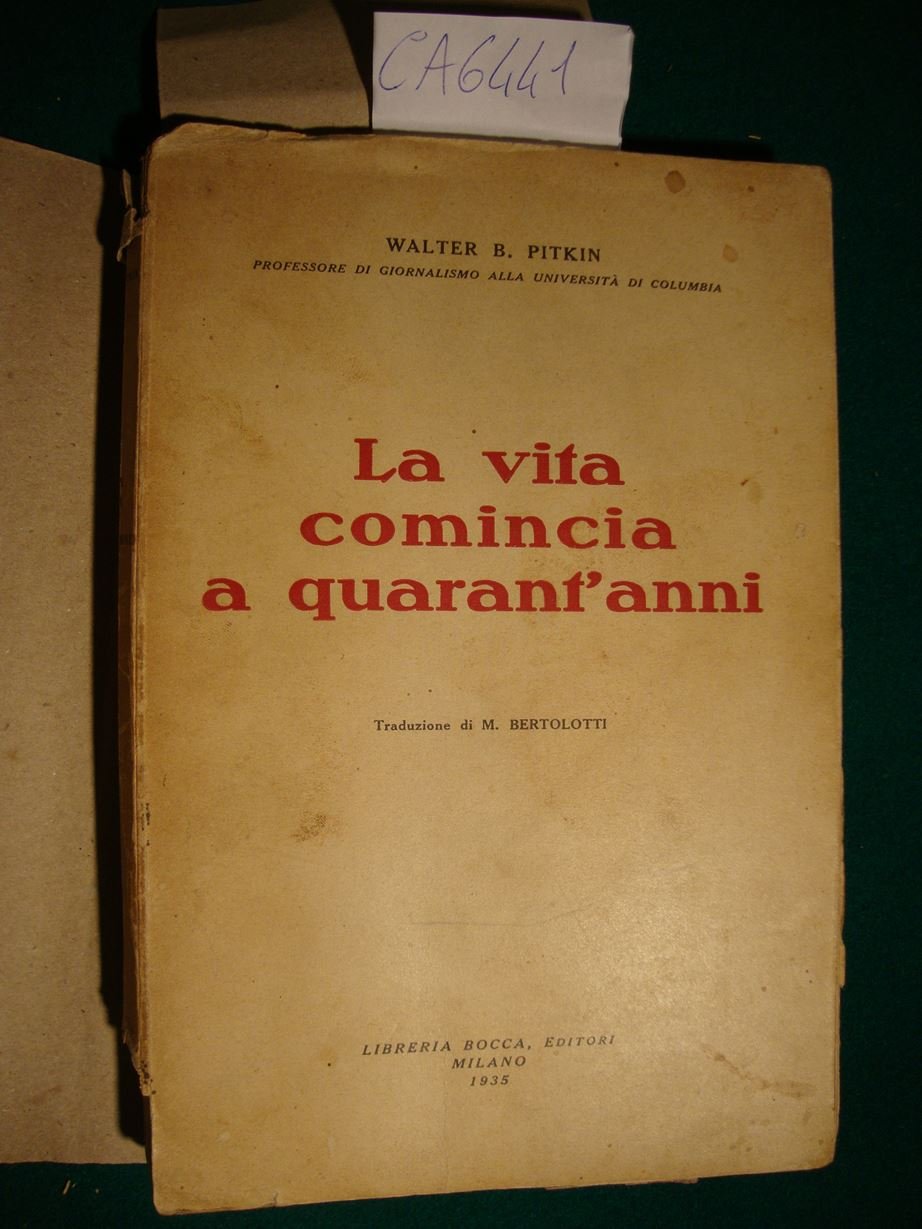 CA6441
WALTER B. PITKIN
PROFESSORE DI GIORNALISMO ALLA UNIVERSITÀ DI COLUMBIA
La vita
comincia
a quarant'anni
Traduzione di M. BERTOLOTTI
LIBRERIA BOCCA, EDITORI
MILANO
1935